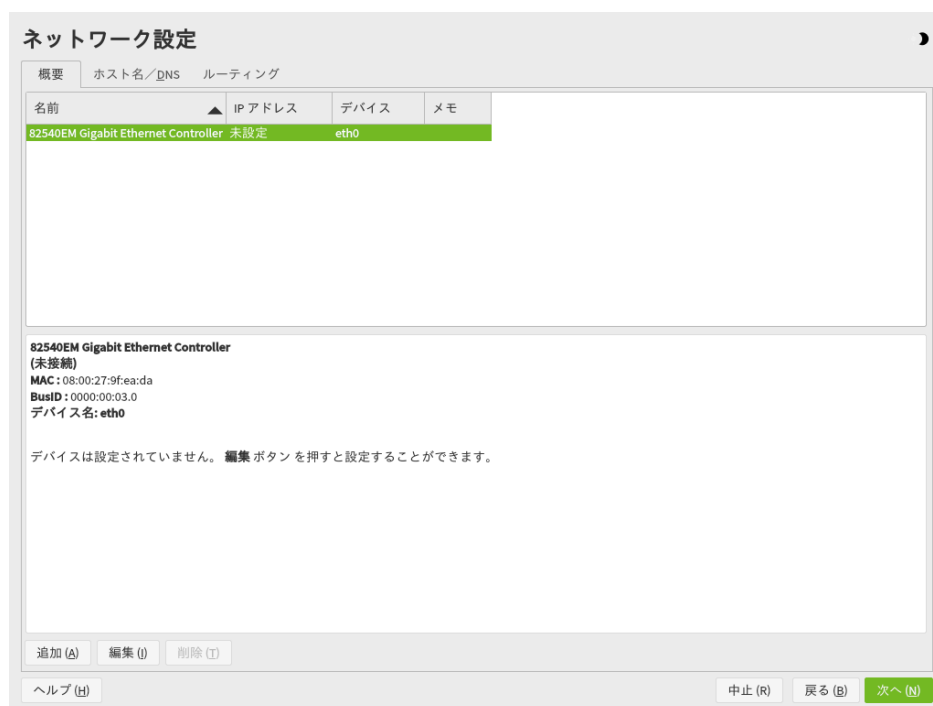 ネットワーク設定
概要 ホスト名／DNS ルーティング
名前 IP アドレス デバイス メモ
82540EM Gigabit Ethernet Controller 未設定 eth0
82540EM Gigabit Ethernet Controller
(未接続)
MAC : 08:00:27:9f:ea:da
BusID : 0000:00:03.0
デバイス名: eth0
デバイスは設定されていません。 編集 ボタン を押すと設定することができます。
追加 (A) 編集 (I) 削除 (T)
ヘルプ (H) 中止 (R) 戻る (B) 次へ (N)